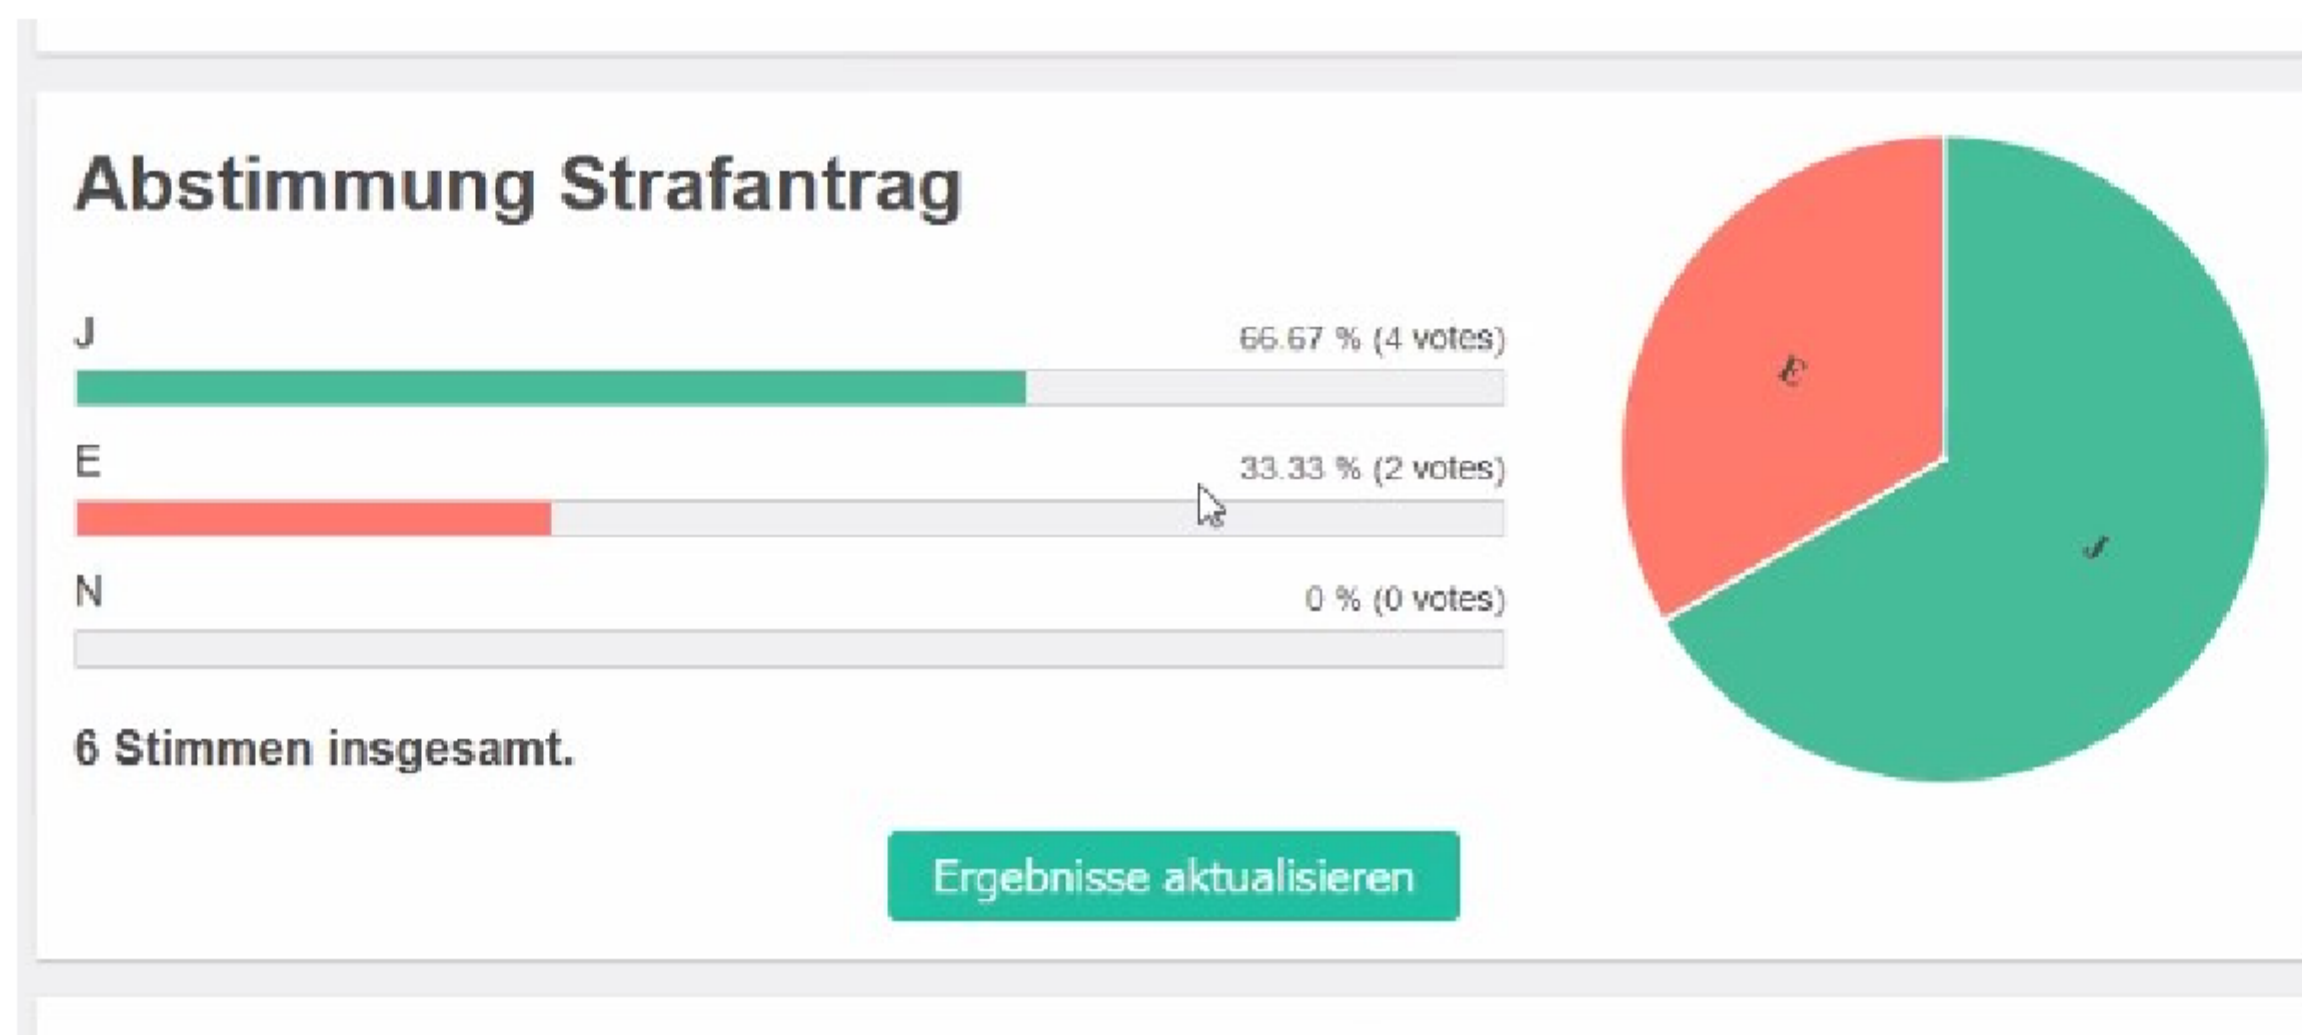 Abstimmung Strafantrag
J
66.67 % (4 votes)
E
33.33 % (2 votes)
N
0 % (0 votes)
6 Stimmen insgesamt.
Ergebnisse aktualisieren
E
J